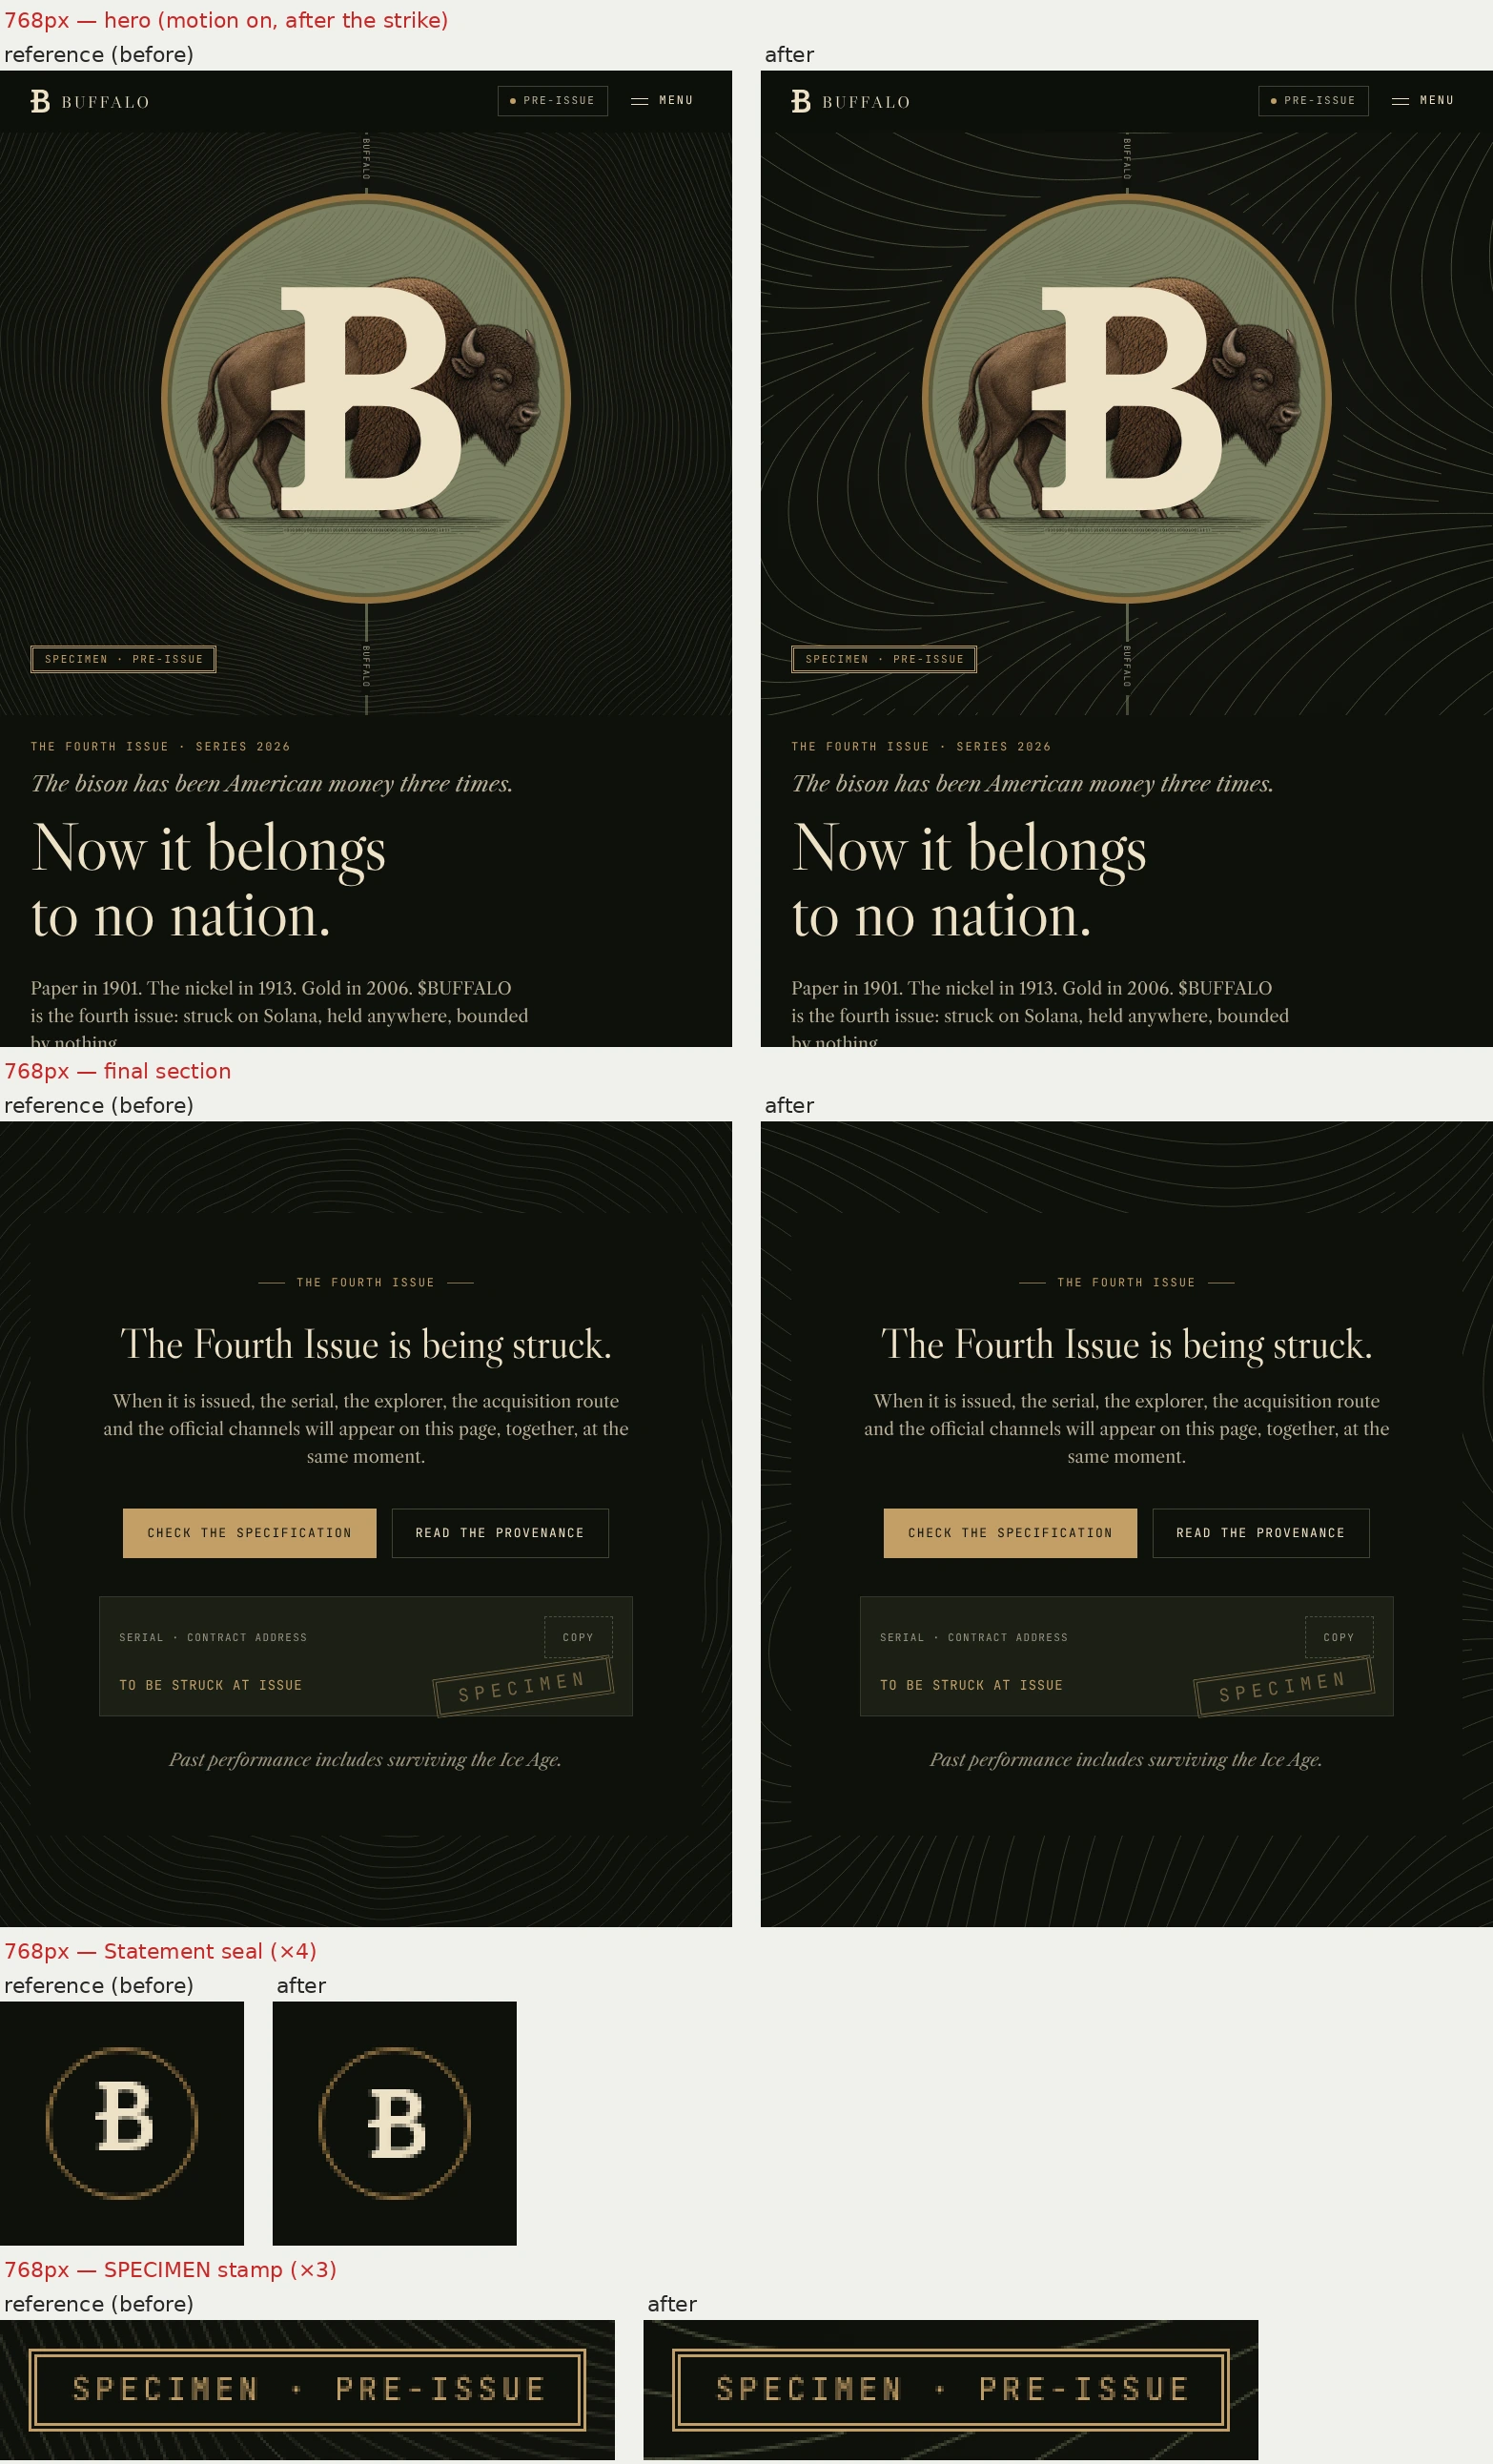 768px — hero (motion on, after the strike)
reference (before)
after
B BUFFALO
PRE-ISSUE
MENU
B BUFFALO
PRE-ISSUE
MENU
BUFFALO
BUFFALO
B
B
SPECIMEN · PRE-ISSUE
BUFFALO
SPECIMEN · PRE-ISSUE
BUFFALO
THE FOURTH ISSUE · SERIES 2026
The bison has been American money three times.
Now it belongs
to no nation.
Paper in 1901. The nickel in 1913. Gold in 2006. $BUFFALO
is the fourth issue: struck on Solana, held anywhere, bounded
by nothing
THE FOURTH ISSUE · SERIES 2026
The bison has been American money three times.
Now it belongs
to no nation.
Paper in 1901. The nickel in 1913. Gold in 2006. $BUFFALO
is the fourth issue: struck on Solana, held anywhere, bounded
by nothing
768px — final section
reference (before)
after
THE FOURTH ISSUE
The Fourth Issue is being struck.
When it is issued, the serial, the explorer, the acquisition route
and the official channels will appear on this page, together, at the
same moment.
CHECK THE SPECIFICATION
READ THE PROVENANCE
SERIAL · CONTRACT ADDRESS
COPY
TO BE STRUCK AT ISSUE
SPECIMEN
Past performance includes surviving the Ice Age.
THE FOURTH ISSUE
The Fourth Issue is being struck.
When it is issued, the serial, the explorer, the acquisition route
and the official channels will appear on this page, together, at the
same moment.
CHECK THE SPECIFICATION
READ THE PROVENANCE
SERIAL · CONTRACT ADDRESS
COPY
TO BE STRUCK AT ISSUE
SPECIMEN
Past performance includes surviving the Ice Age.
768px — Statement seal (×4)
reference (before)
after
B
B
768px — SPECIMEN stamp (×3)
reference (before)
after
SPECIMEN · PRE-ISSUE
SPECIMEN · PRE-ISSUE